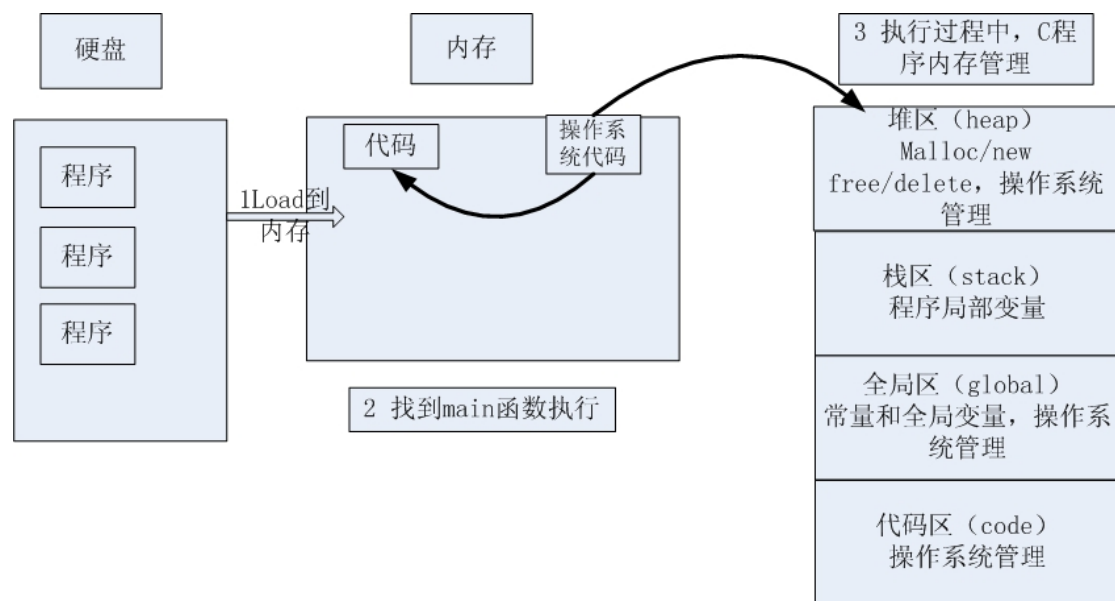 硬盘
内存
3 执行过程中，C程
序内存管理
程序
程序
程序
1Load到
内存
代码
操作系
统代码
2 找到main函数执行
堆区（heap）
Malloc/new
free/delete，操作系统
管理
栈区（stack）
程序局部变量
全局区（global）
常量和全局变量，操作系
统管理
代码区（code）
操作系统管理